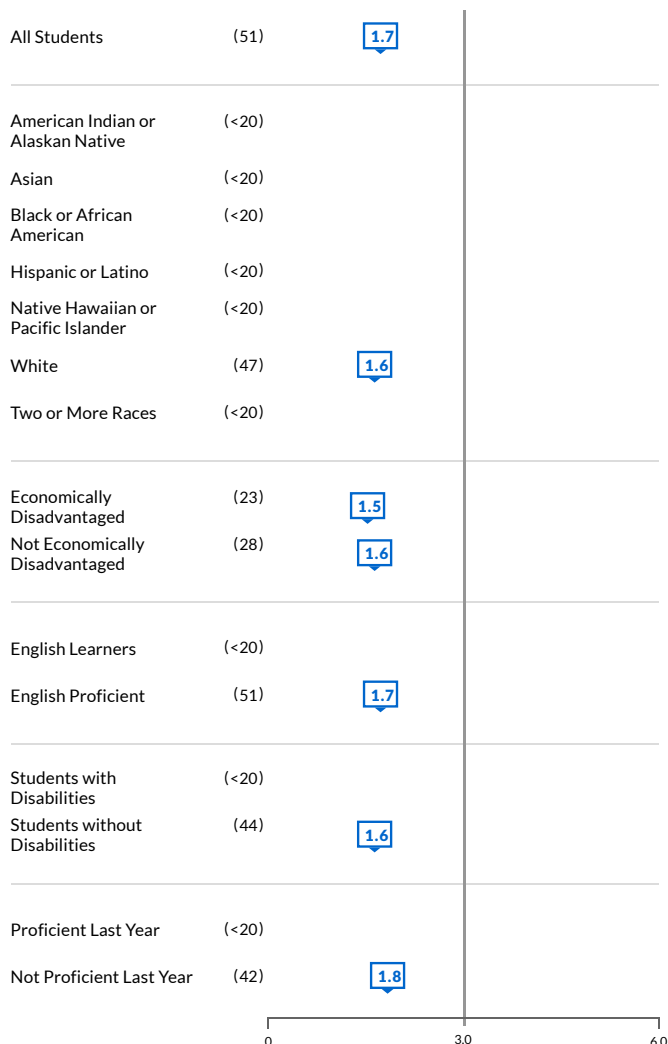 All Students (51) 1.7
American Indian or (<20)
Alaskan Native
Asian (<20)
Black or African (<20)
American
Hispanic or Latino (<20)
Native Hawaiian or (<20)
Pacific Islander
White (47) 1.6
Two or More Races (<20)
Economically (23) 1.5
Disadvantaged
Not Economically (28) 1.6
Disadvantaged
English Learners (<20)
English Proficient (51) 1.7
Students with (<20)
Disabilities
Students without (44) 1.6
Disabilities
Proficient Last Year (<20)
Not Proficient Last Year (42) 1.8
0 3.0 6.0